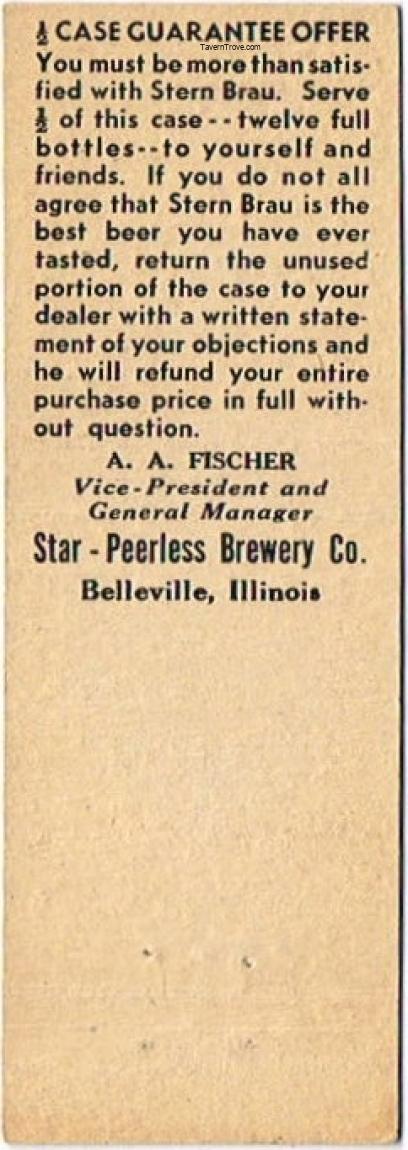 ½ CASE GUARANTEE OFFER
TavernTrove.com
You must be more than satis-
fied with Stern Brau. Serve
½ of this case--twelve full
bottles--to yourself and
friends. If you do not all
agree that Stern Brau is the
best beer you have ever
tasted, return the unused
portion of the case to your
dealer with a written state-
ment of your objections and
he will refund your entire
purchase price in full with-
out question.
A. A. FISCHER
Vice-President and
General Manager
Star-Peerless Brewery Co.
Belleville, Illinois